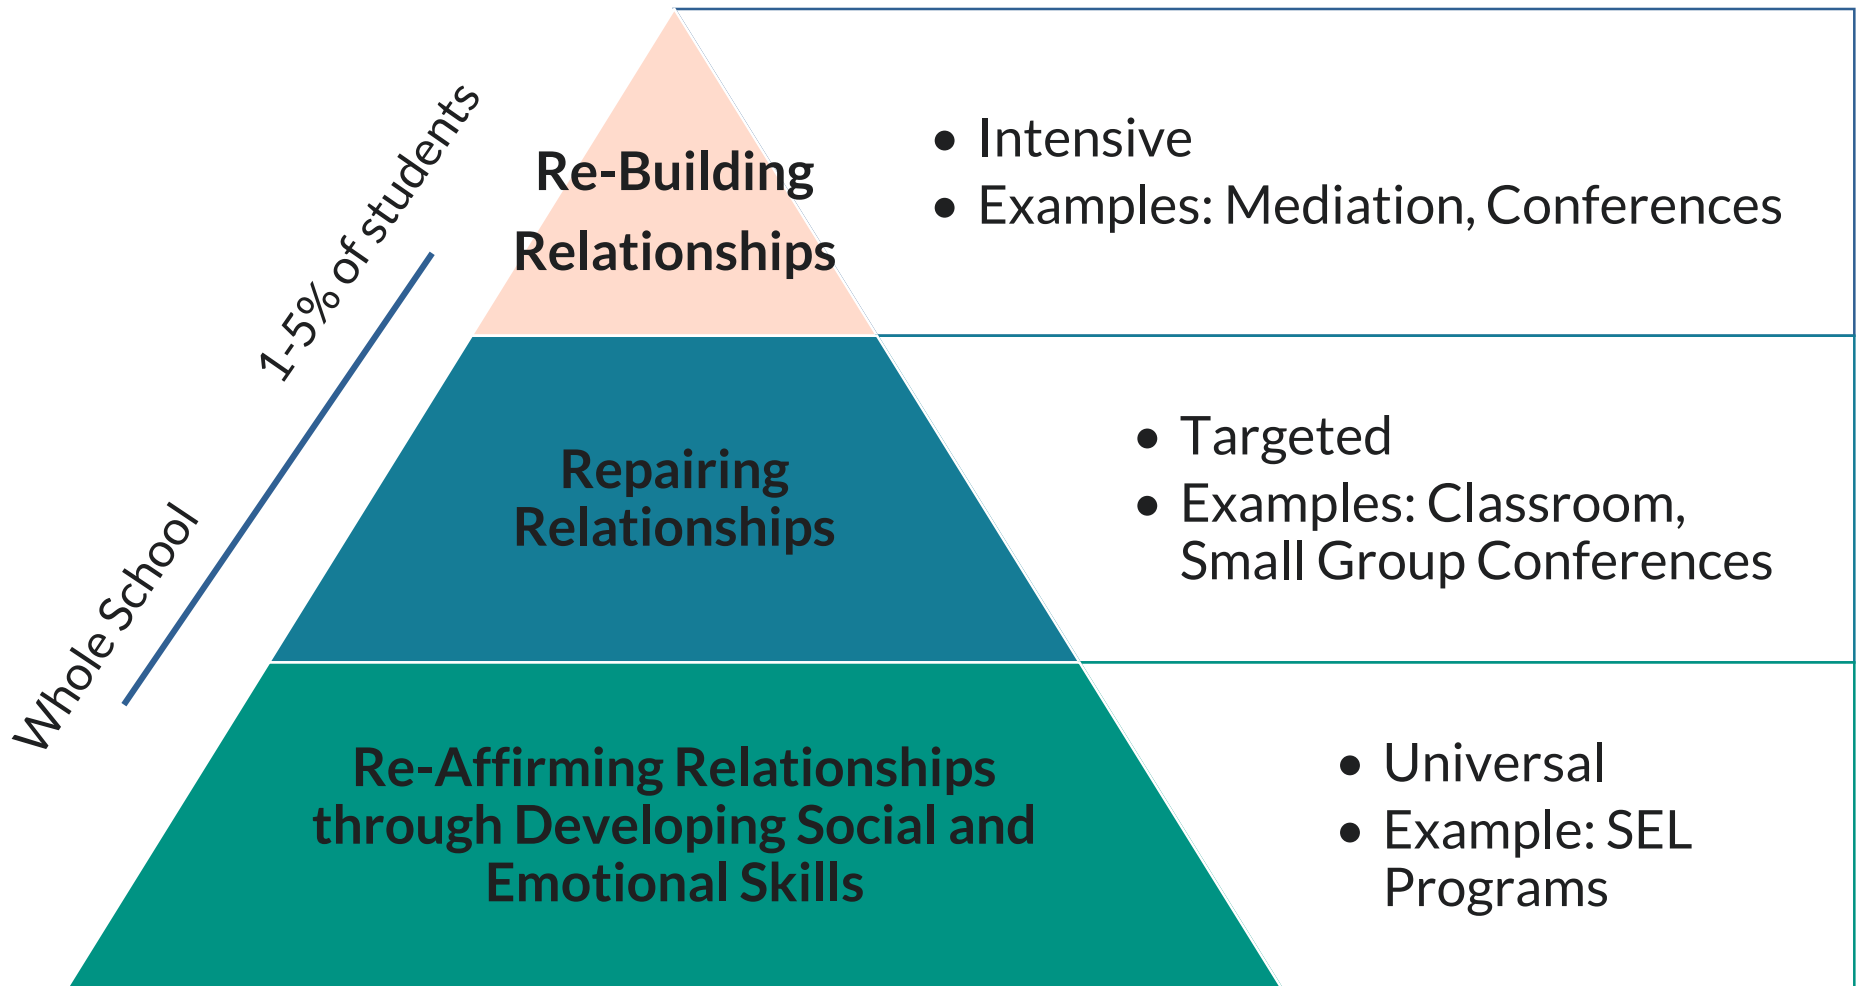 1-5% of students
Whole School
Re-Building
Relationships
• Intensive
• Examples: Mediation, Conferences
Repairing
Relationships
• Targeted
• Examples: Classroom,
Small Group Conferences
Re-Affirming Relationships
through Developing Social and
Emotional Skills
• Universal
• Example: SEL
Programs